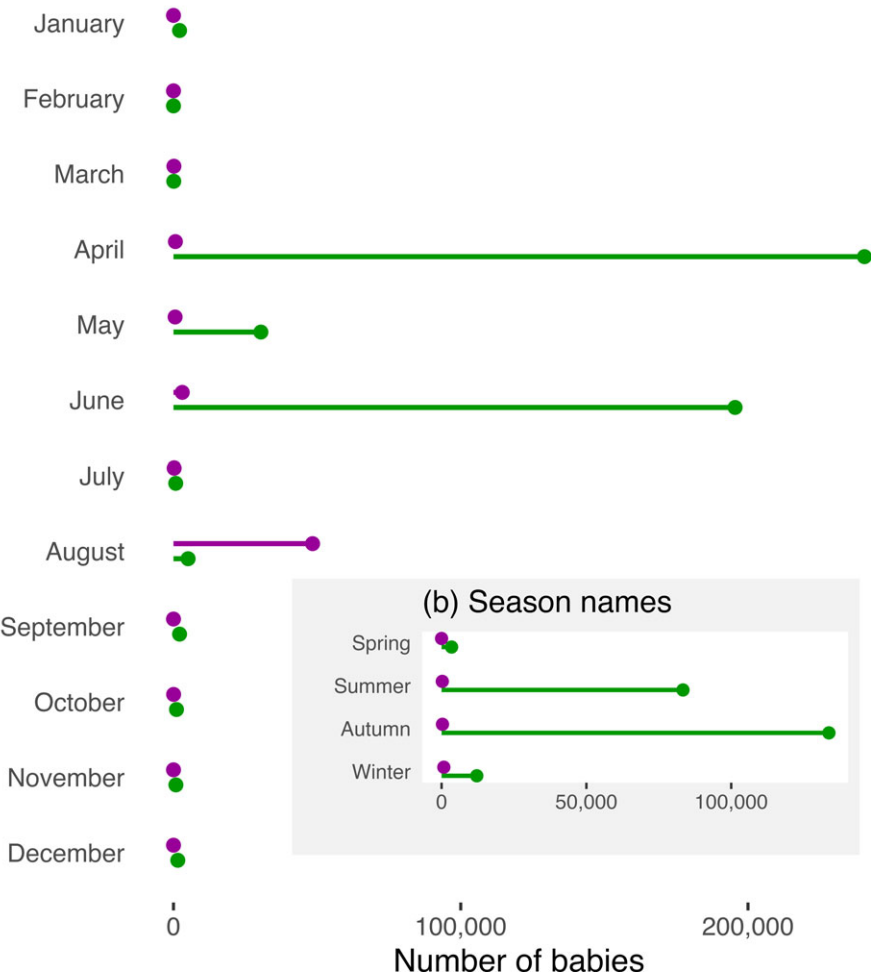 January
February
March
April
May
June
July
August
September
October
November
December
(b) Season names
Spring
Summer
Autumn
Winter
0 50,000 100,000
0 100,000 200,000
Number of babies